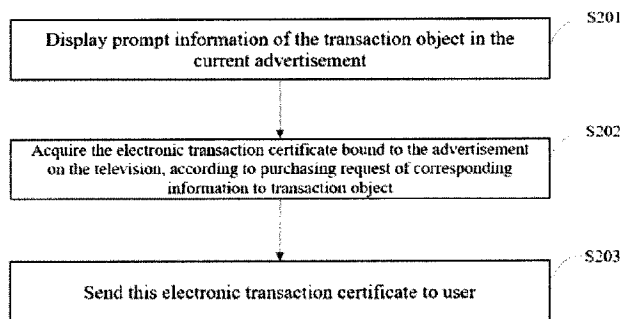 S201
Display prompt information of the transaction object in the
current advertisement
S202
Acquire the electronic transaction certificate bound to the advertisement
on the television, according to purchasing request of corresponding
information to transaction object
S203
Send this electronic transaction certificate to user